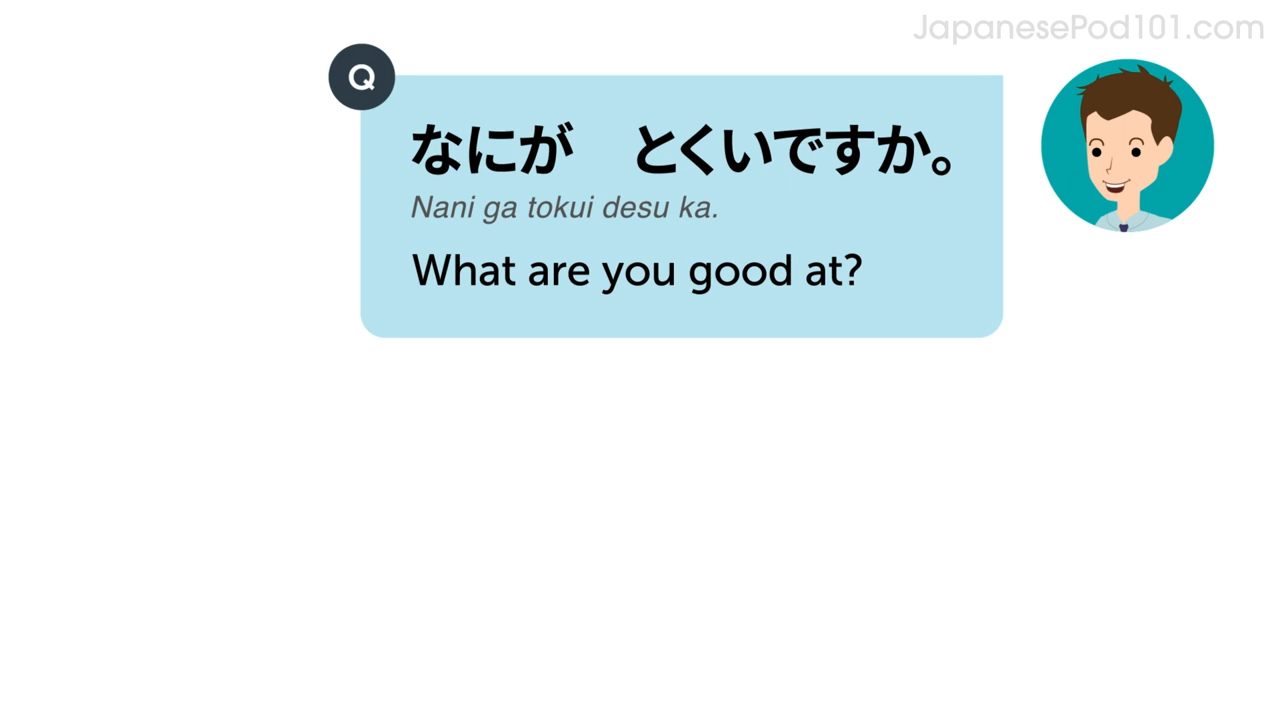 JapanesePod101.com
Q
なにが　とくいですか。
Nani ga tokui desu ka.
What are you good at?